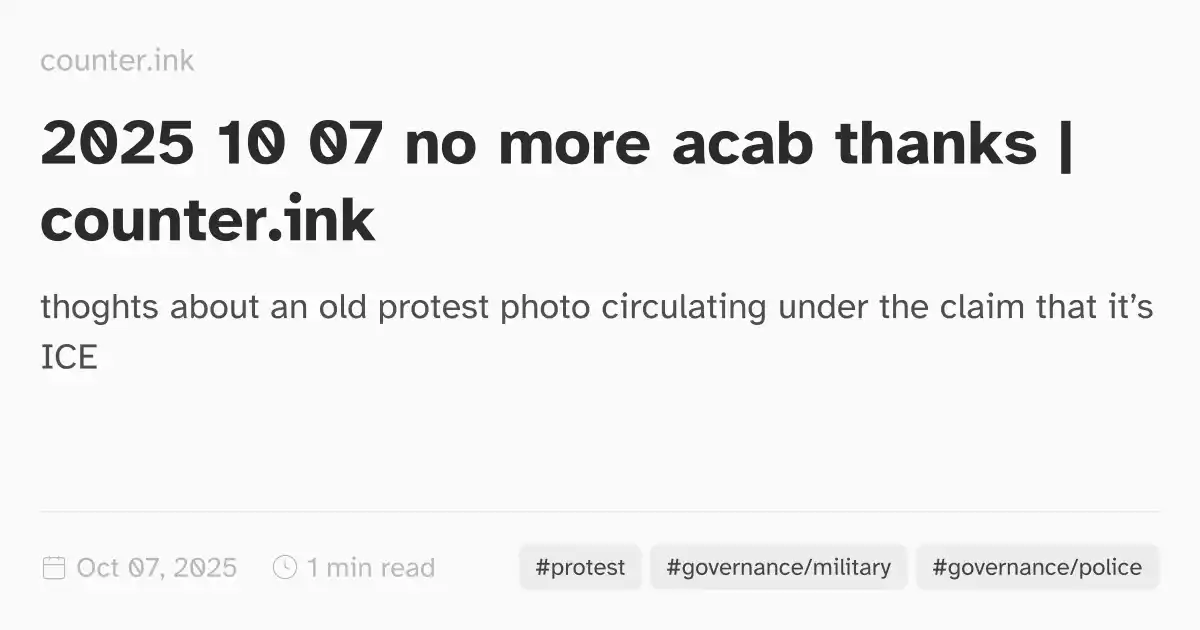 counter.ink
2025 10 07 no more acab thanks |
counter.ink
thoghts about an old protest photo circulating under the claim that it’s
ICE
Oct 07, 2025 1 min read #protest #governance/military #governance/police